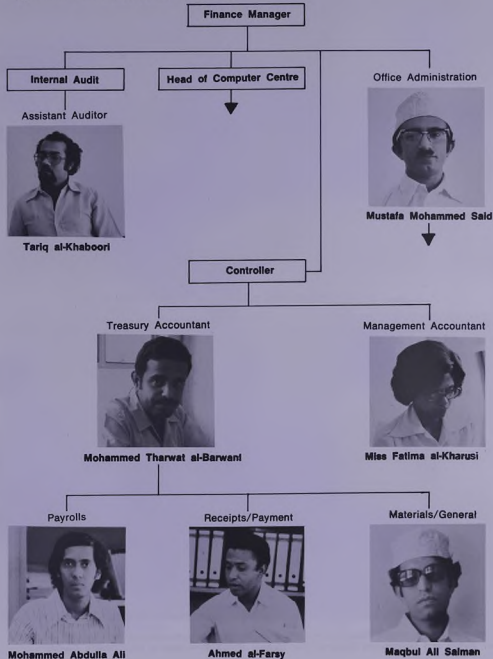 Finance Manager
Internal Audit
Head of Computer Centre
Office Administration
Assistant Auditor
Tariq al-Khaboori
Mustafa Mohammed Said
Controller
Treasury Accountant
Management Accountant
Mohammed Tharwat al-Barwani
Miss Fatima al-Kharusi
Payrolls
Receipts/Payment
Materials/General
Mohammed Abdulla Ali
Ahmed al-Farsy
Maqbul Ali Salman